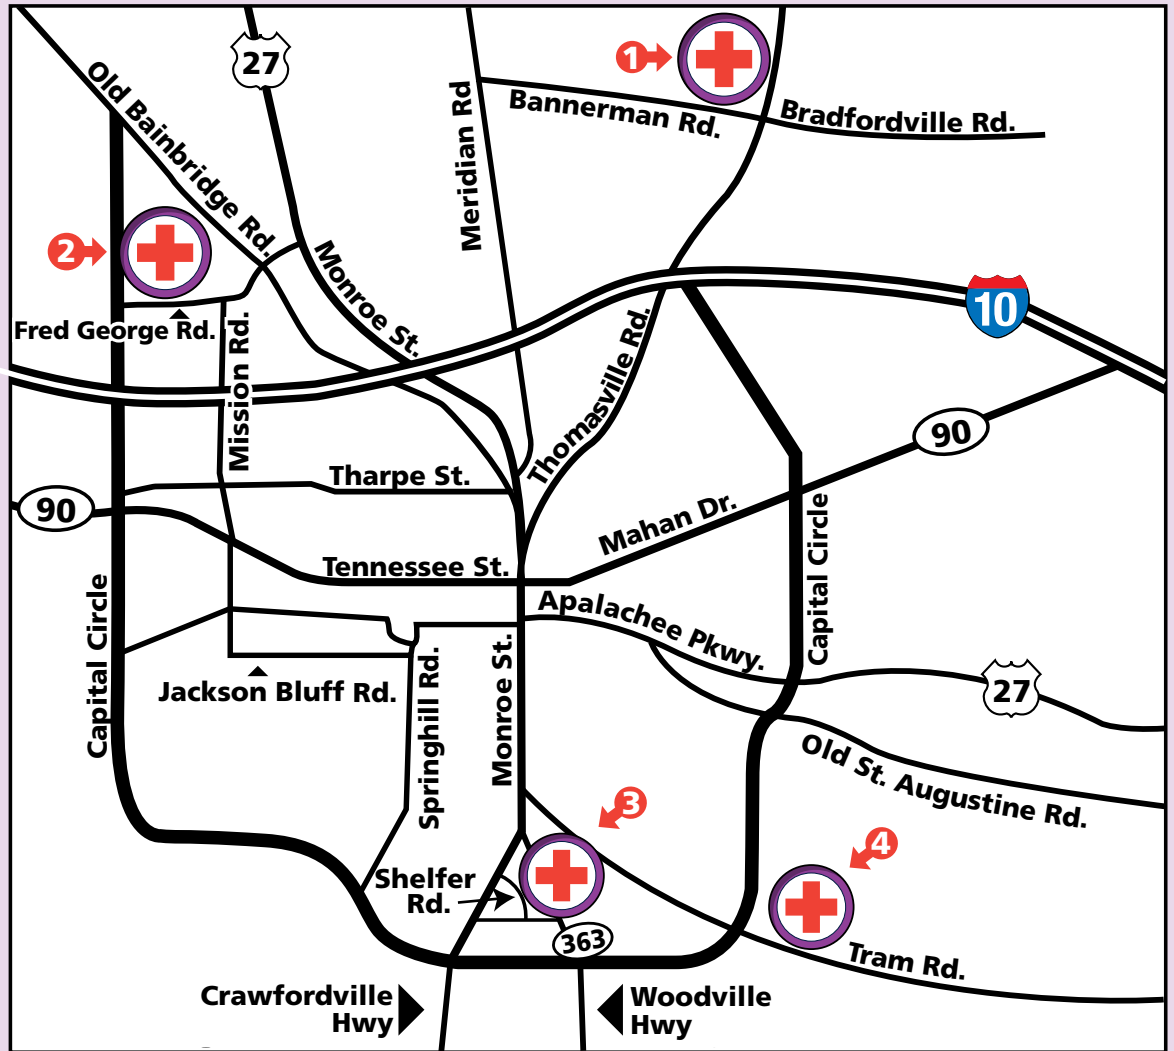 27
1
Old Bainbridge Rd.
Meridian Rd
Bannerman Rd.
Bradfordville Rd.
2
Monroe St.
10
Fred George Rd.
Mission Rd.
Thomasville Rd.
90
Tharpe St.
90
Mahan Dr.
Capital Circle
Tennessee St.
Capital Circle
Apalachee Pkwy.
Monroe St.
Springhill Rd.
Jackson Bluff Rd.
27
Old St. Augustine Rd.
3
4
Shelfer
Rd.
363
Tram Rd.
Crawfordville
Hwy
Woodville
Hwy